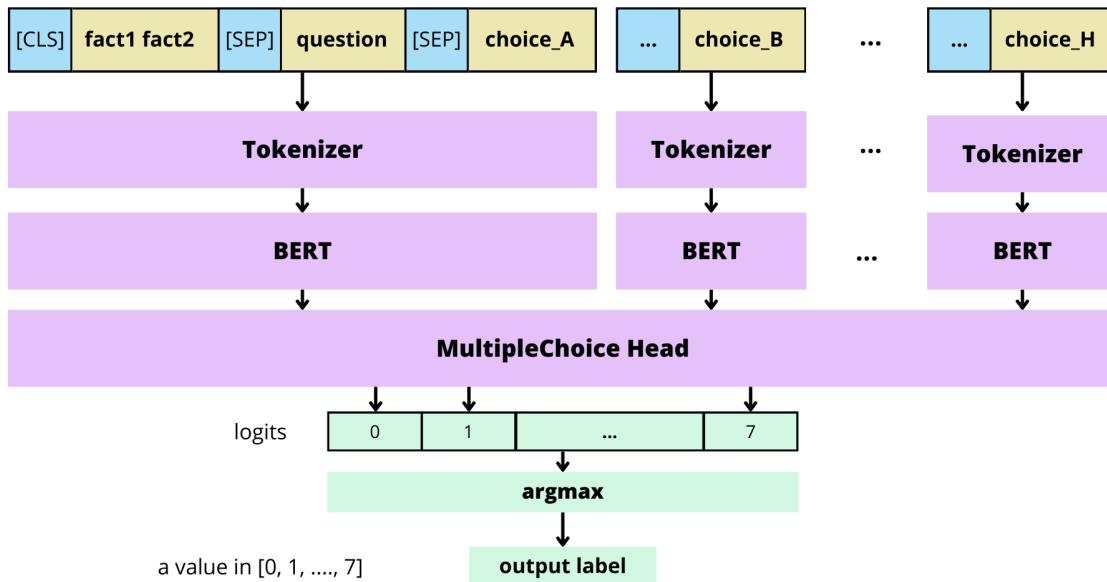 [CLS] fact1 fact2 [SEP] question [SEP] choice_A ... choice_B ... ... choice_H
Tokenizer Tokenizer ... Tokenizer
BERT BERT ... BERT
MultipleChoice Head
logits 0 1 ... 7
argmax
a value in [0, 1, ...., 7] output label